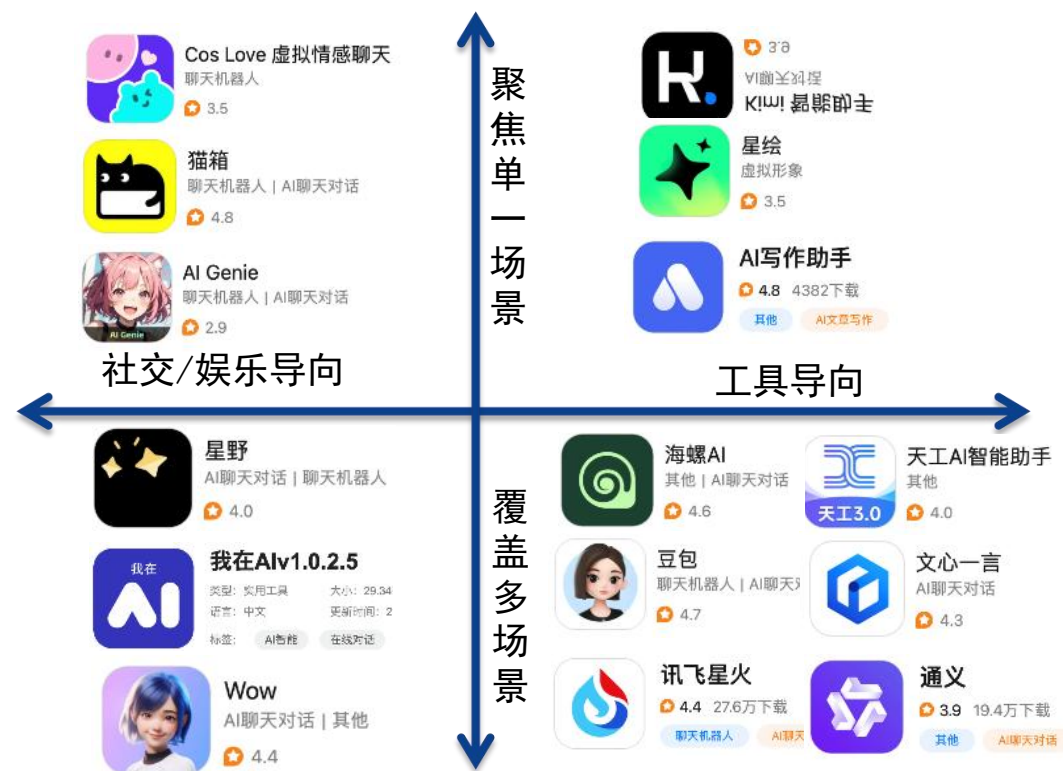 Cos Love 虚拟情感聊天
聊天机器人
3.5
猫箱
聊天机器人 | AI聊天对话
4.8
AI Genie
AI Genie
聊天机器人 | AI聊天对话
2.9
聚焦单一场景
Kimi 智能助手
AI聊天对话
3.9
星绘
虚拟形象
3.5
AI写作助手
4.8 4382下载
其他 AI文章写作
社交/娱乐导向
工具导向
星野
AI聊天对话 | 聊天机器人
4.0
我在
AI
我在AIv1.0.2.5
类型: 实用工具 大小: 29.34
语言: 中文 更新时间: 2
标签: AI智能 在线对话
Wow
AI聊天对话 | 其他
4.4
覆盖多场景
海螺AI
其他 | AI聊天对话
4.6
天工3.0
天工AI智能助手
其他
4.0
豆包
聊天机器人 | AI聊天对
4.7
文心一言
AI聊天对话
4.3
讯飞星火
4.4 27.6万下载
聊天机器人 AI聊天
通义
3.9 19.4万下载
其他 AI聊天对话